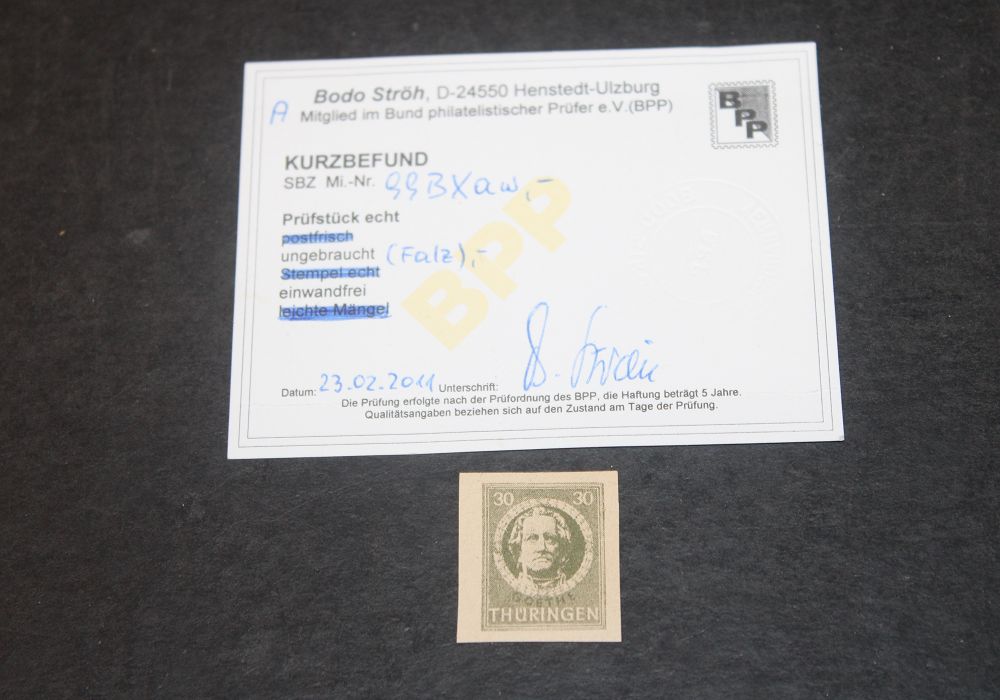 Bodo Ströh, D-24550 Henstedt-Ulzburg
A Mitglied im Bund philatelistischer Prüfer e.V.(BPP)
BPP
KURZBEFUND
SBZ Mi.-Nr. 99BXaw,-
Prüfstück echt
postfrisch
ungebraucht (Falz),-
Stempel echt
einwandfrei
leichte Mängel
BPP
Datum: 23.02.2011 Unterschrift: B. Ströh
Die Prüfung erfolgte nach der Prüfordnung des BPP, die Haftung beträgt 5 Jahre.
Qualitätsangaben beziehen sich auf den Zustand am Tage der Prüfung.
30 30
GOETHE
THÜRINGEN